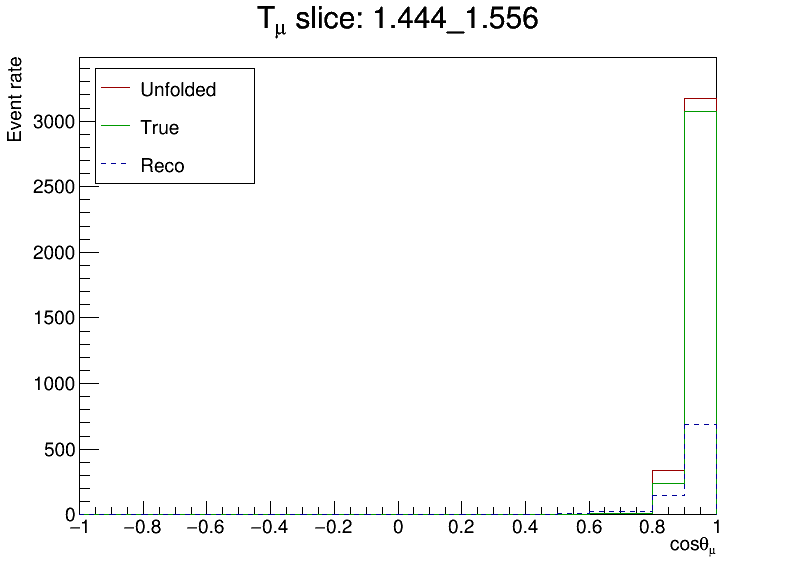 Tμ slice: 1.444_1.556
Event rate
Unfolded
True
Reco
3000
2500
2000
1500
1000
500
0
−1 −0.8 −0.6 −0.4 −0.2 0 0.2 0.4 0.6 0.8 1
cosθμ